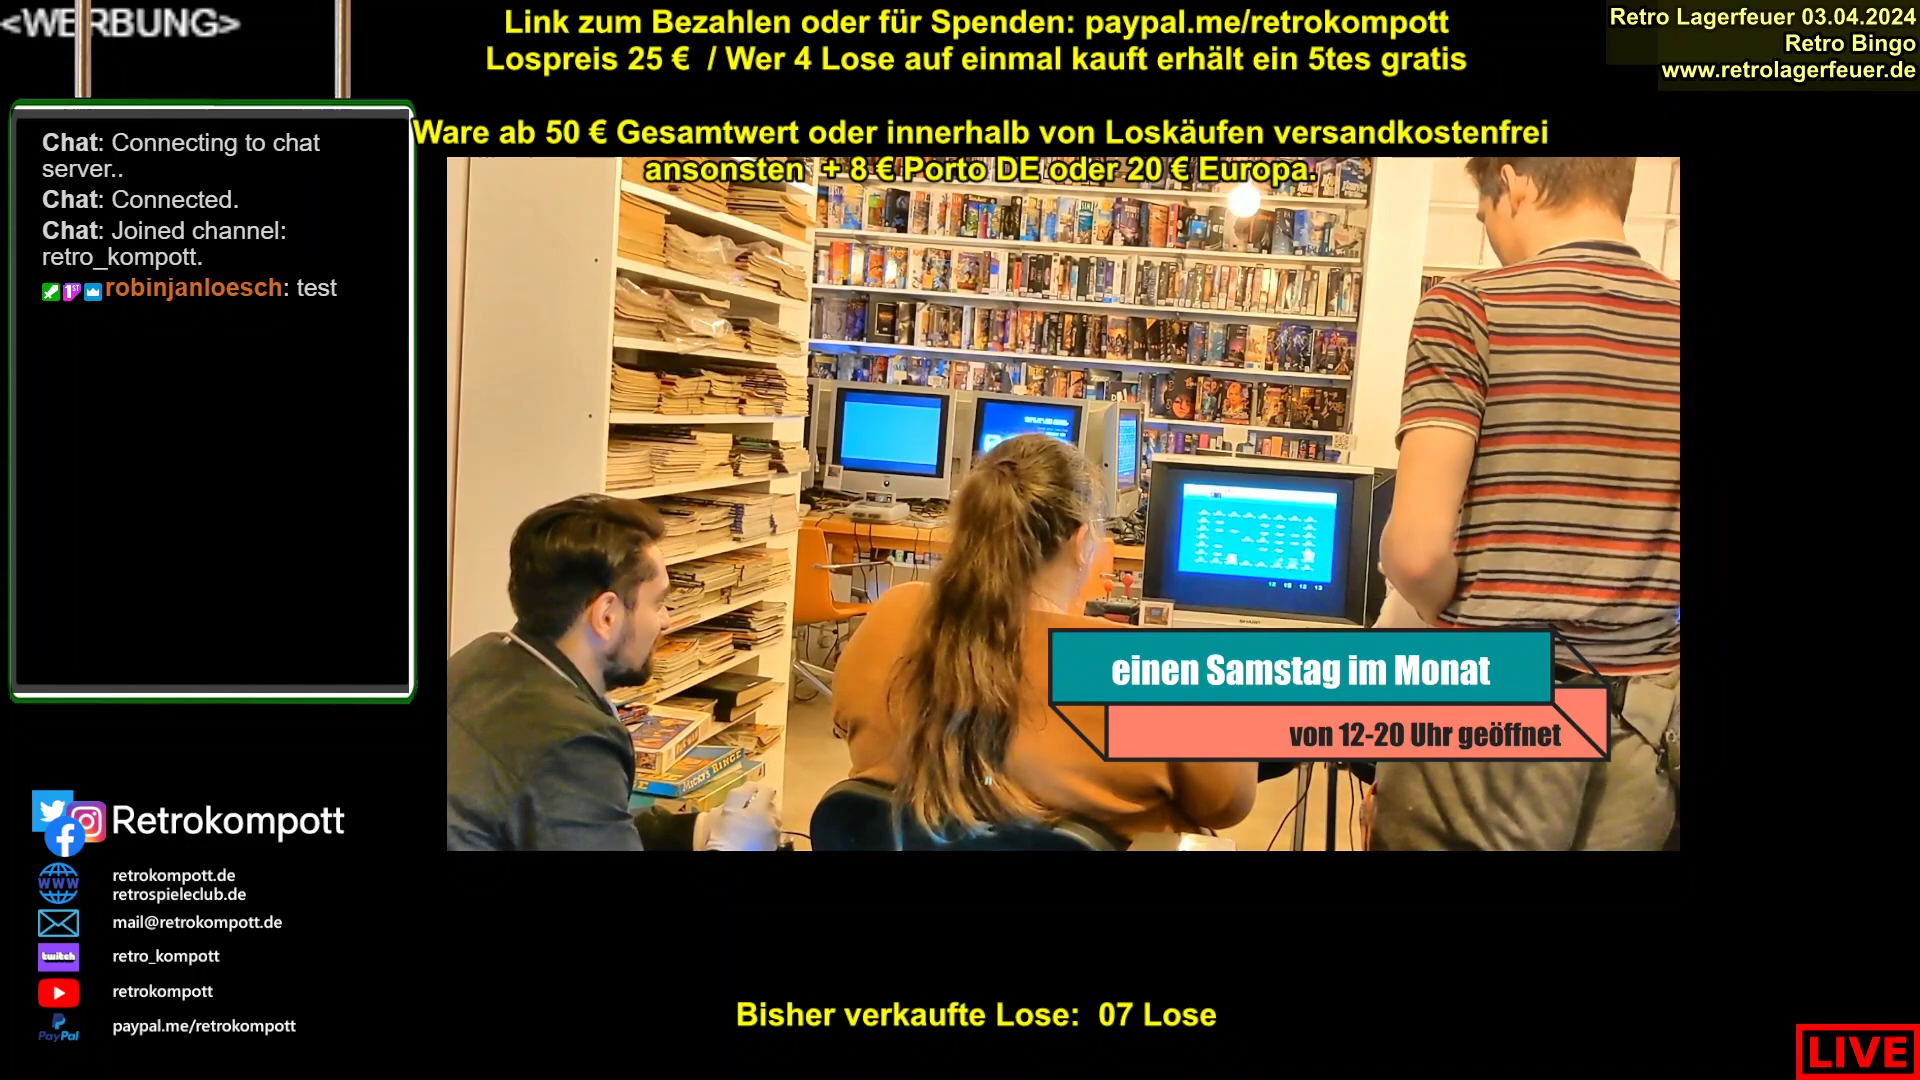 <WERBUNG>
Link zum Bezahlen oder für Spenden: paypal.me/retrokompott
Lospreis 25 € / Wer 4 Lose auf einmal kauft erhält ein 5tes gratis
Ware ab 50 € Gesamtwert oder innerhalb von Loskäufen versandkostenfrei
ansonsten + 8 € Porto DE oder 20 € Europa.
Retro Lagerfeuer 03.04.2024
Retro Bingo
www.retrolagerfeuer.de
Chat: Connecting to chat
server..
Chat: Connected.
Chat: Joined channel:
retro_kompott.
1ST robinjanloesch: test
einen Samstag im Monat
von 12-20 Uhr geöffnet
Retrokompott
WWW
retrokompott.de
retrospieleclub.de
mail@retrokompott.de
twitch
retro_kompott
retrokompott
PayPal
paypal.me/retrokompott
Bisher verkaufte Lose: 07 Lose
LIVE